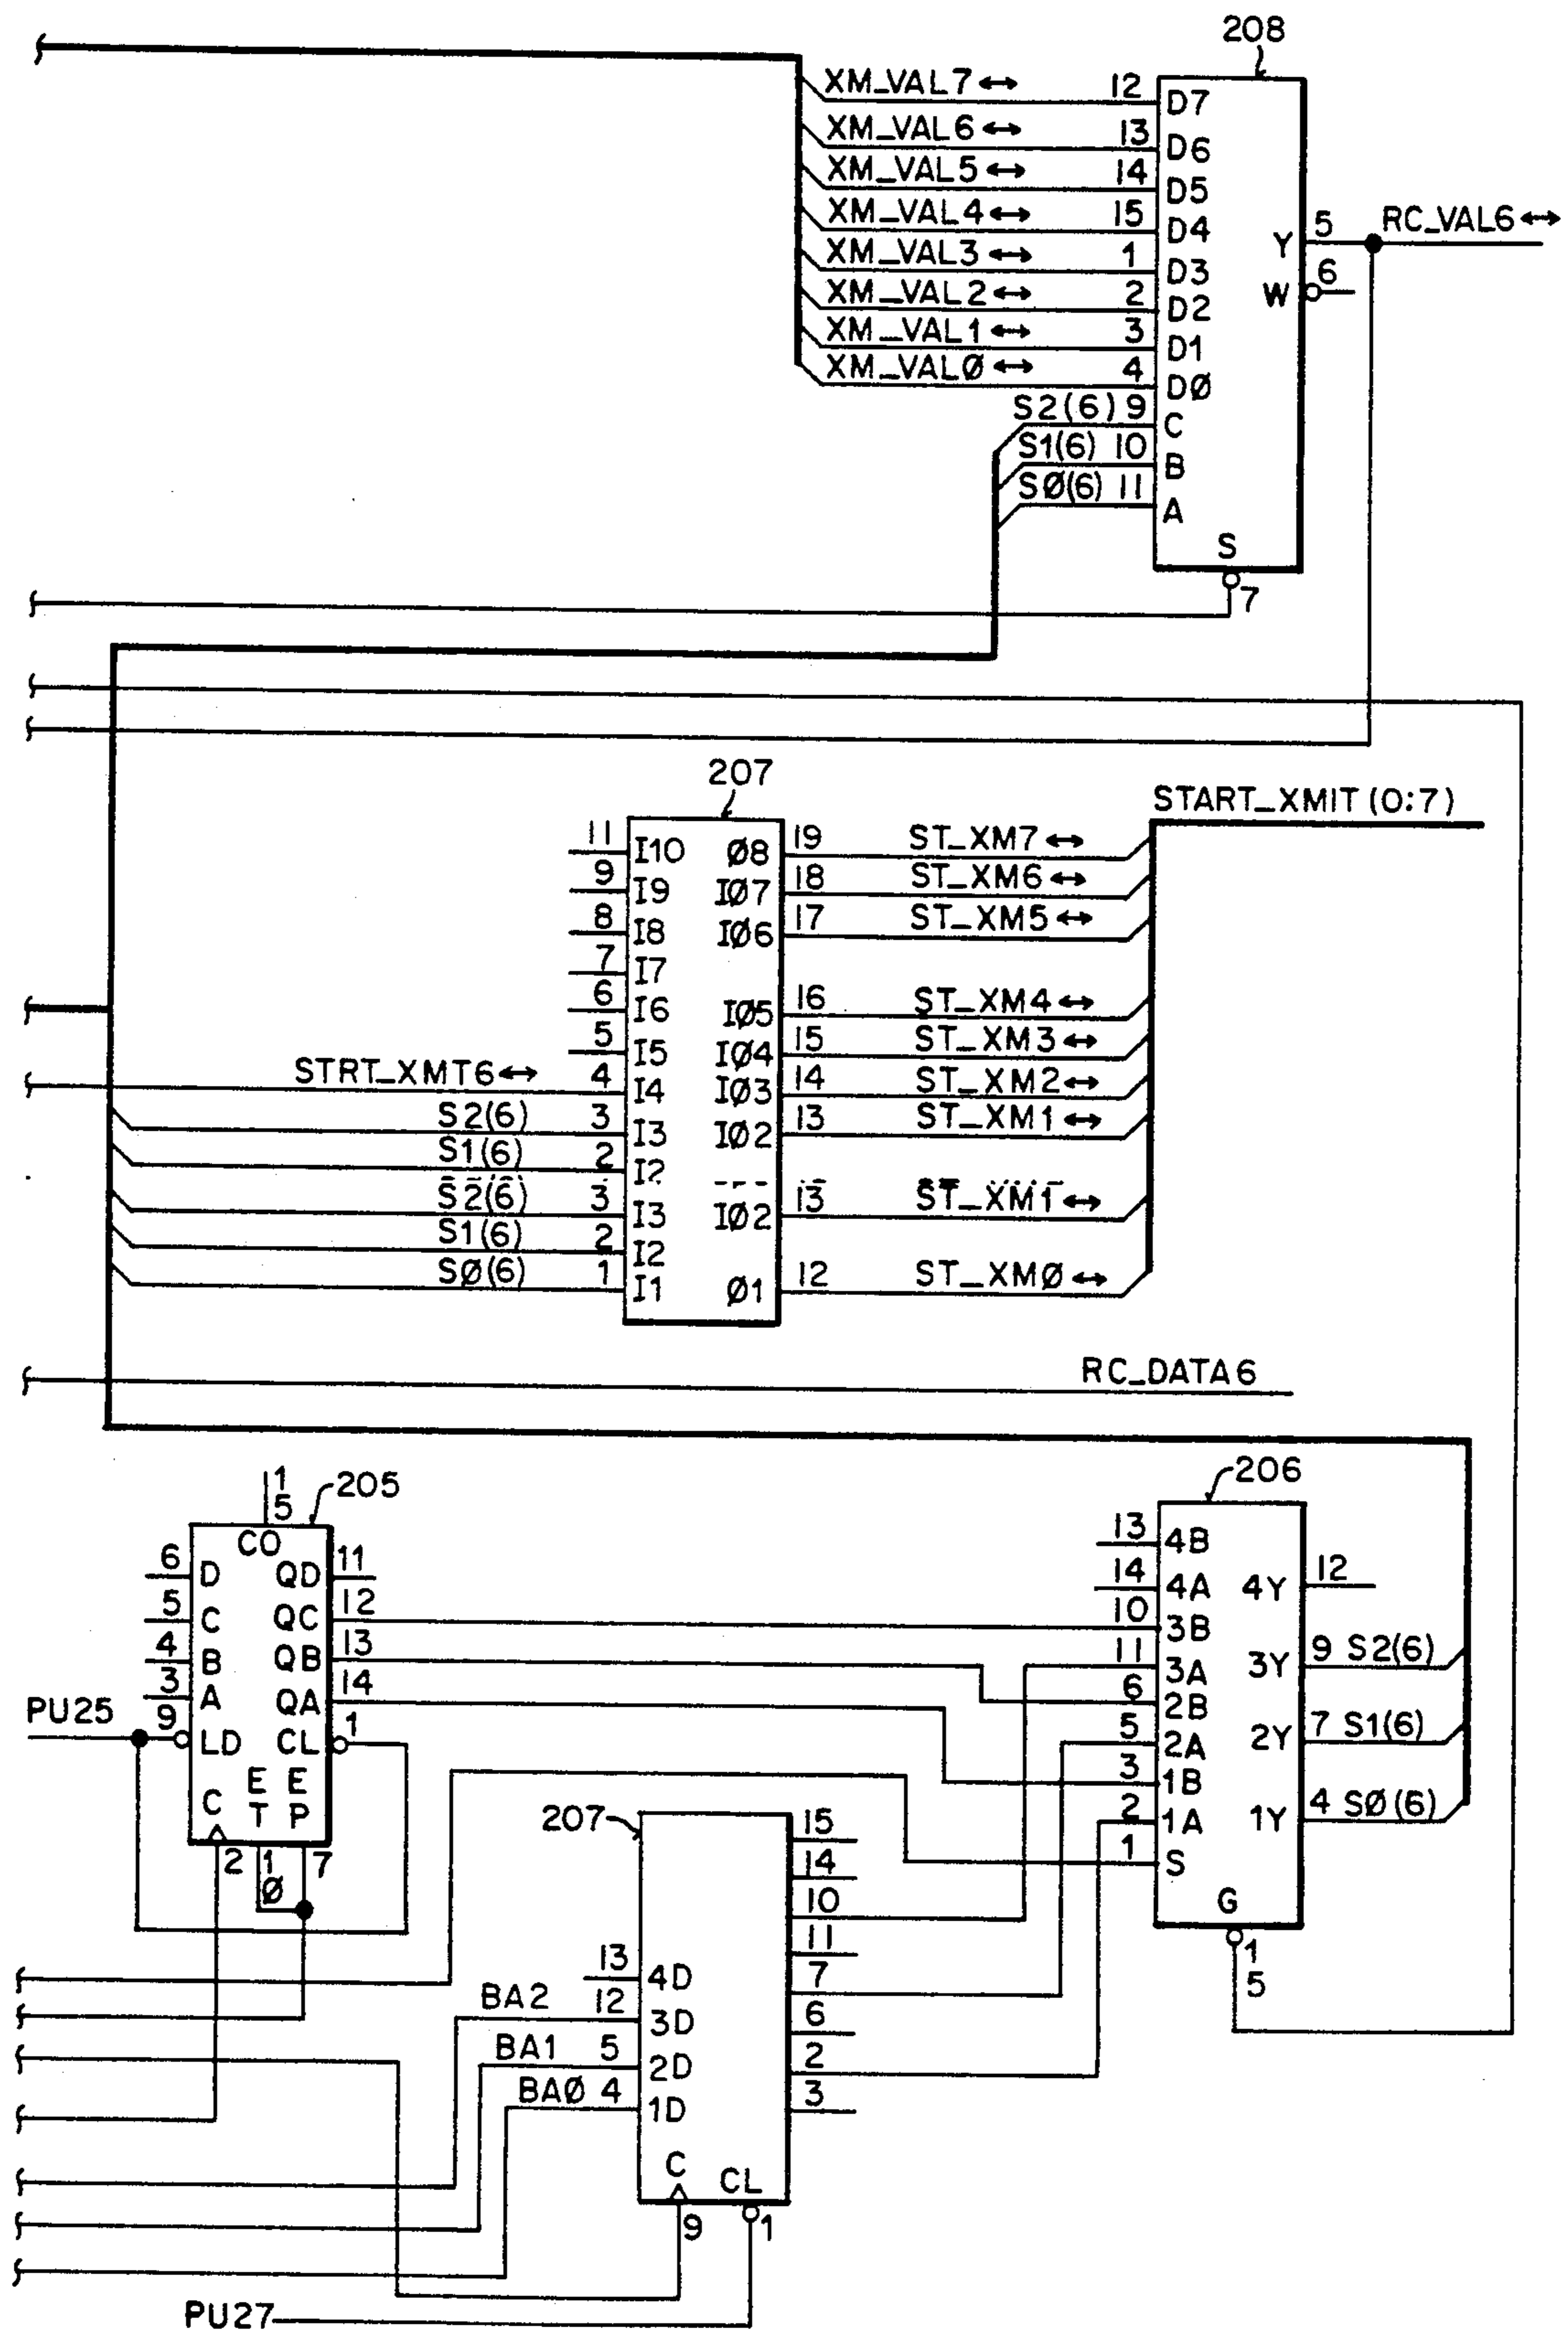 208
XM_VAL7 ↔ 12 D7
XM_VAL6 ↔ 13 D6
XM_VAL5 ↔ 14 D5
XM_VAL4 ↔ 15 D4
XM_VAL3 ↔ 1 D3
XM_VAL2 ↔ 2 D2
XM_VAL1 ↔ 3 D1
XM_VALØ ↔ 4 DØ
Y 5 RC_VAL6 ↔
W 6
S2(6) 9 C
S1(6) 10 B
SØ(6) 11 A
S
7
207
START_XMIT (0:7)
11 I10 Ø8 19 ST_XM7 ↔
9 I9 IØ7 18 ST_XM6 ↔
8 I8 IØ6 17 ST_XM5 ↔
7 I7
6 I6 IØ5 16 ST_XM4 ↔
5 I5 IØ4 15 ST_XM3 ↔
STRT_XMT6 ↔ 4 I4 IØ3 14 ST_XM2 ↔
S2(6) 3 I3 IØ2 13 ST_XM1 ↔
S1(6) 2 I2
S2(6) 3 I3 IØ2 13 ST_XM1 ↔
S1(6) 2 I2
SØ(6) 1 I1 Ø1 12 ST_XMØ ↔
RC_DATA6
1
5
205
CO
6 D QD 11
5 C QC 12
4 B QB 13
3 A QA 14
PU25 9 LD CL 1
C
E E
T P
2 1 7
Ø
206
13 4B
14 4A 4Y 12
10 3B
11 3A 3Y 9 S2(6)
6 2B
5 2A 2Y 7 S1(6)
3 1B
2 1A 1Y 4 SØ(6)
1 S
G
1
5
207
15
14
10
11
13 4D 7
BA2 12 3D 6
BA1 5 2D 2
BAØ 4 1D 3
C CL
9 1
PU27